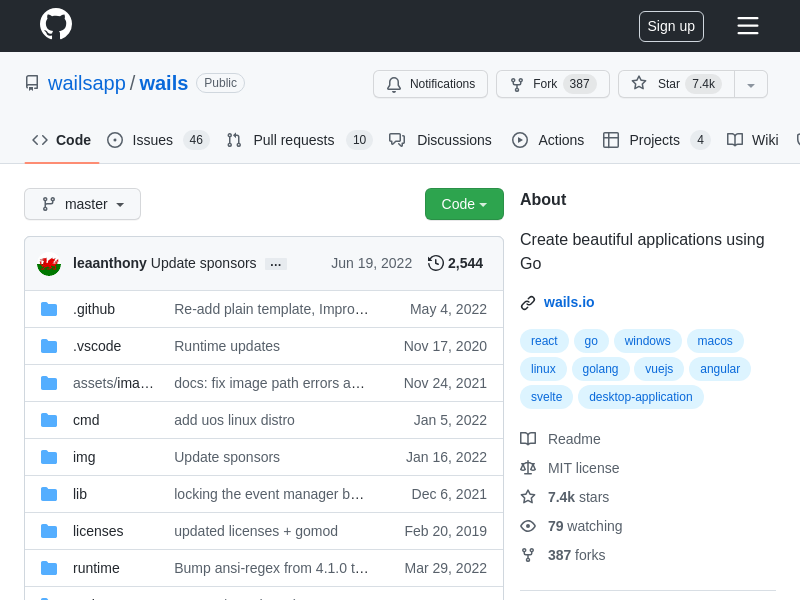 Sign up
wailsapp / wails Public
Notifications
Fork 387
Star 7.4k
Code
Issues 46
Pull requests 10
Discussions
Actions
Projects 4
Wiki
master
Code
leaanthony Update sponsors ...
Jun 19, 2022
2,544
.github Re-add plain template, Impro… May 4, 2022
.vscode Runtime updates Nov 17, 2020
assets/ima… docs: fix image path errors a… Nov 24, 2021
cmd add uos linux distro Jan 5, 2022
img Update sponsors Jan 16, 2022
lib locking the event manager b… Dec 6, 2021
licenses updated licenses + gomod Feb 20, 2019
runtime Bump ansi-regex from 4.1.0 t… Mar 29, 2022
About
Create beautiful applications using
Go
wails.io
react go windows macos
linux golang vuejs angular
svelte desktop-application
Readme
MIT license
7.4k stars
79 watching
387 forks